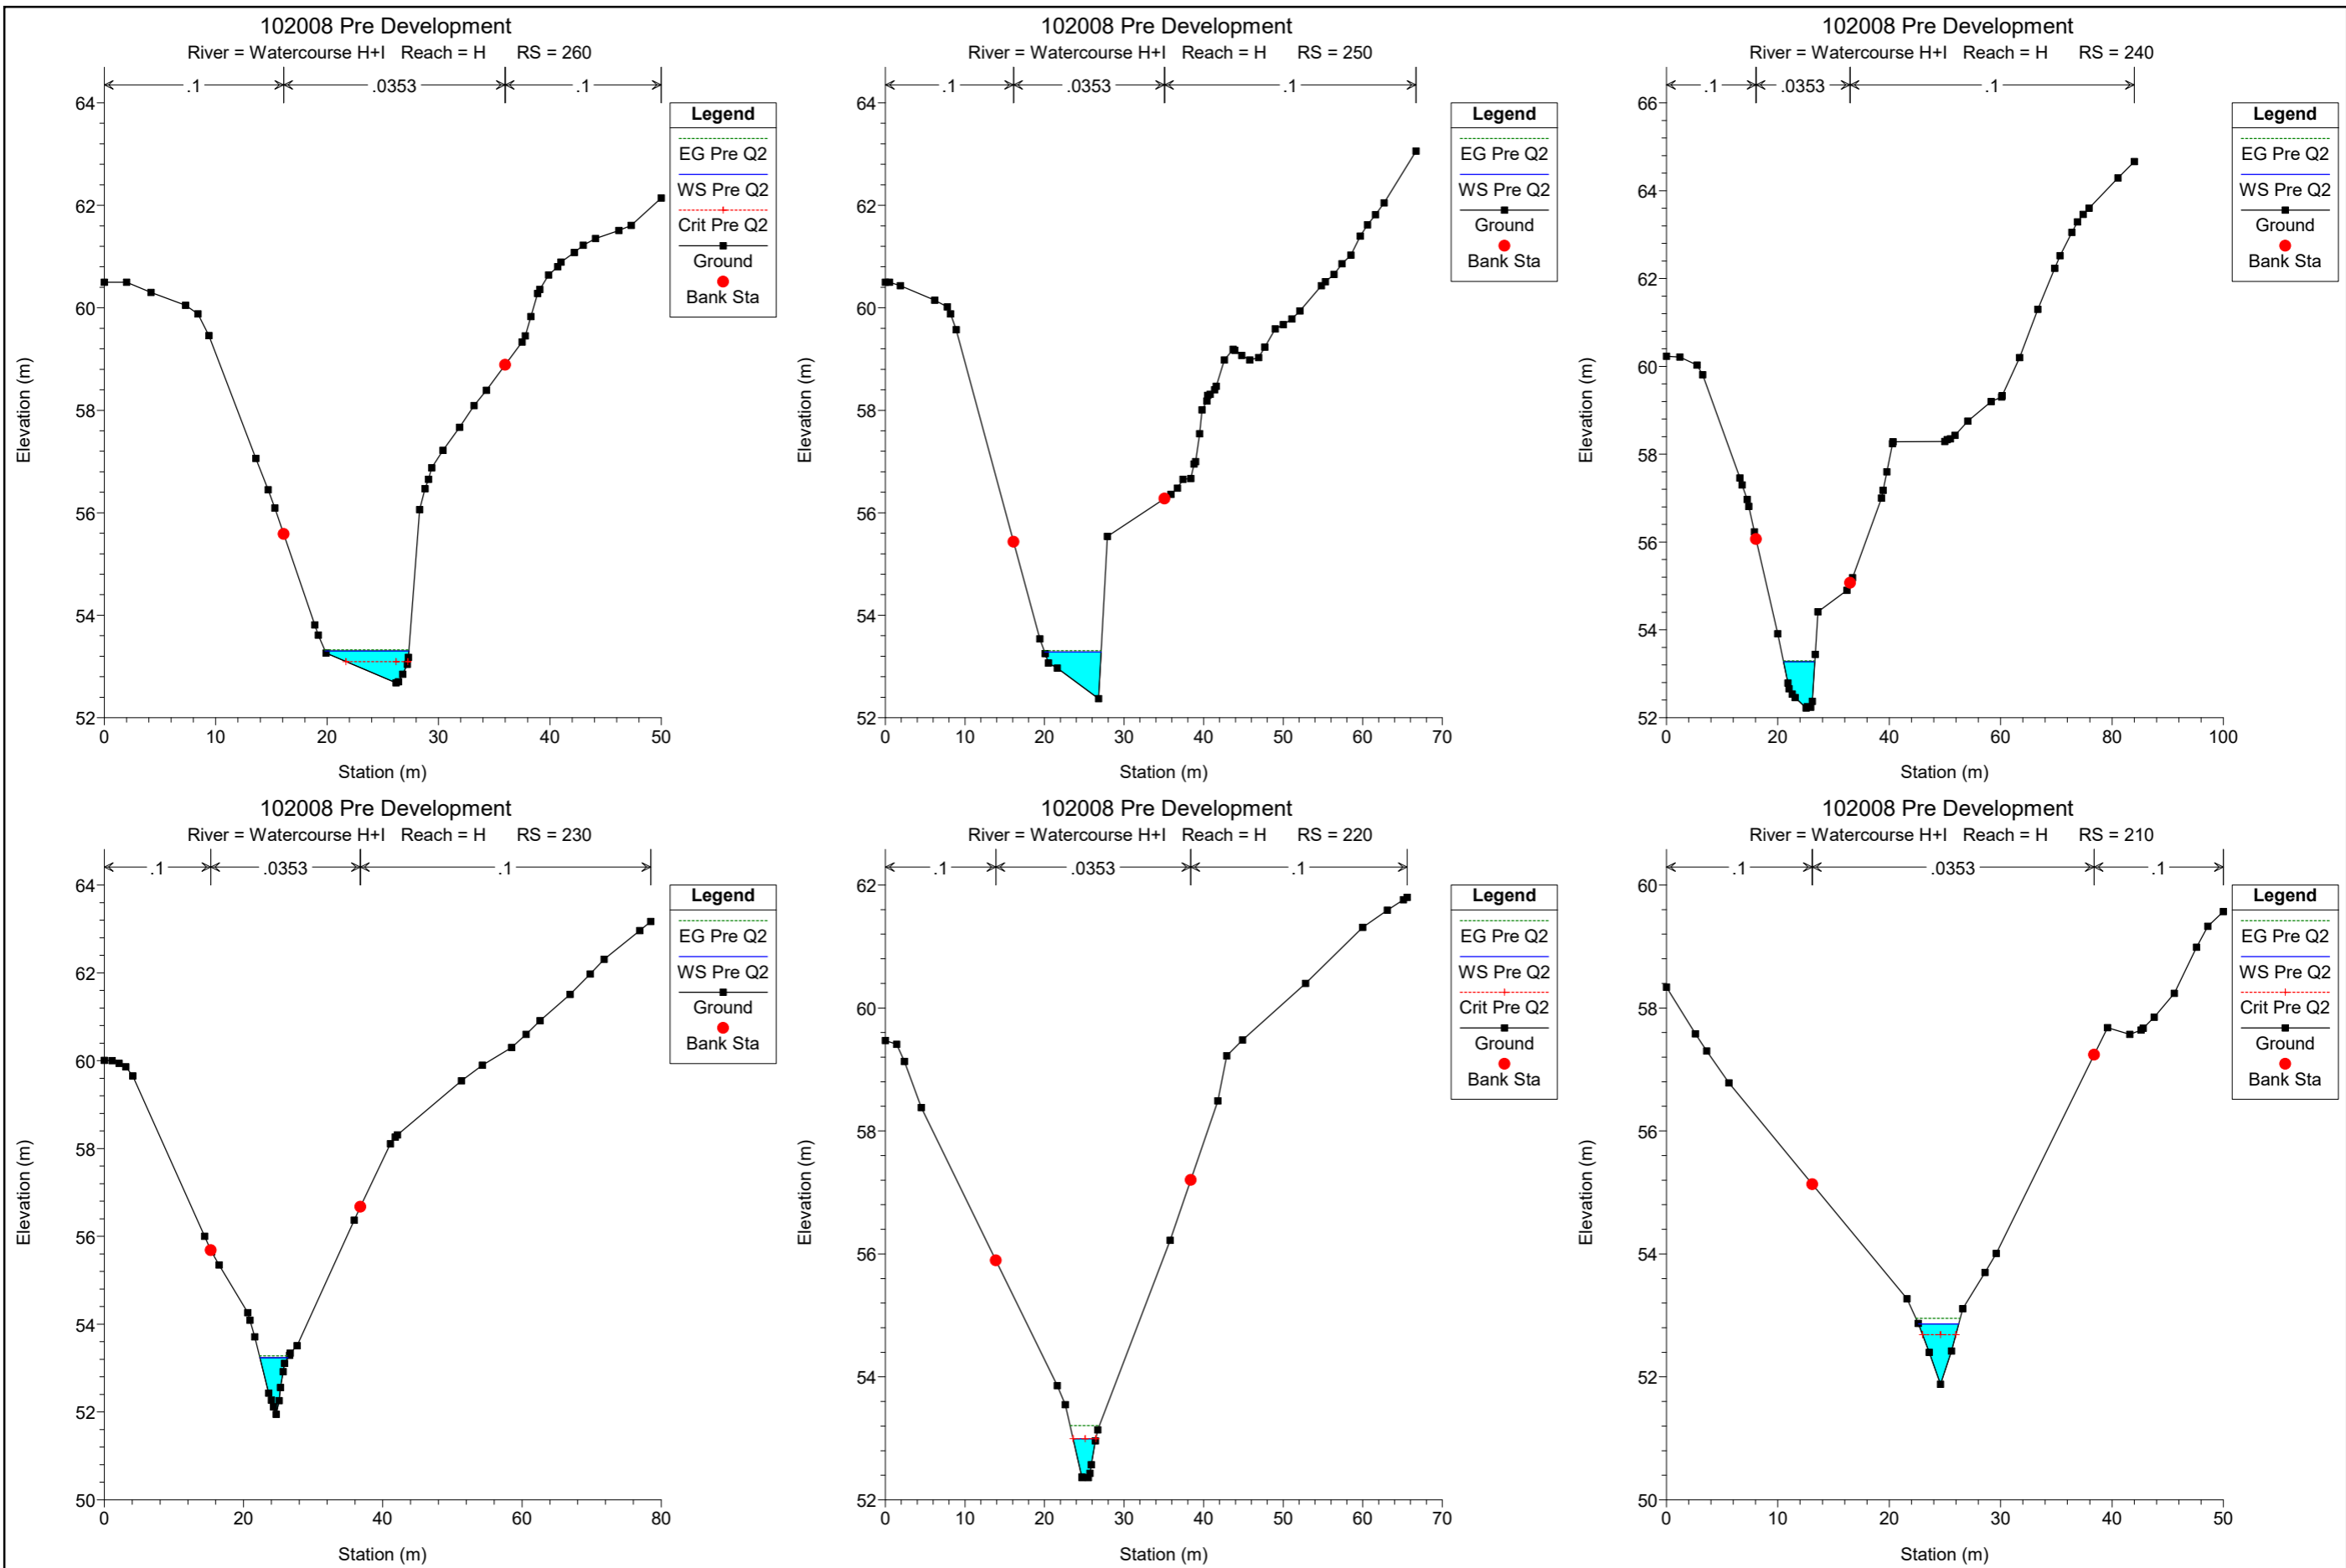 102008 Pre Development
River = Watercourse H+I Reach = H RS = 260
.1 .0353 .1
Legend
EG Pre Q2
WS Pre Q2
Crit Pre Q2
Ground
Bank Sta
Elevation (m)
64
62
60
58
56
54
52
0 10 20 30 40 50
Station (m)
102008 Pre Development
River = Watercourse H+I Reach = H RS = 250
.1 .0353 .1
Legend
EG Pre Q2
WS Pre Q2
Ground
Bank Sta
Elevation (m)
64
62
60
58
56
54
52
0 10 20 30 40 50 60 70
Station (m)
102008 Pre Development
River = Watercourse H+I Reach = H RS = 240
.1 .0353 .1
Legend
EG Pre Q2
WS Pre Q2
Ground
Bank Sta
Elevation (m)
66
64
62
60
58
56
54
52
0 20 40 60 80 100
Station (m)
102008 Pre Development
River = Watercourse H+I Reach = H RS = 230
.1 .0353 .1
Legend
EG Pre Q2
WS Pre Q2
Ground
Bank Sta
Elevation (m)
64
62
60
58
56
54
52
50
0 20 40 60 80
Station (m)
102008 Pre Development
River = Watercourse H+I Reach = H RS = 220
.1 .0353 .1
Legend
EG Pre Q2
WS Pre Q2
Crit Pre Q2
Ground
Bank Sta
Elevation (m)
62
60
58
56
54
52
0 10 20 30 40 50 60 70
Station (m)
102008 Pre Development
River = Watercourse H+I Reach = H RS = 210
.1 .0353 .1
Legend
EG Pre Q2
WS Pre Q2
Crit Pre Q2
Ground
Bank Sta
Elevation (m)
60
58
56
54
52
50
0 10 20 30 40 50
Station (m)